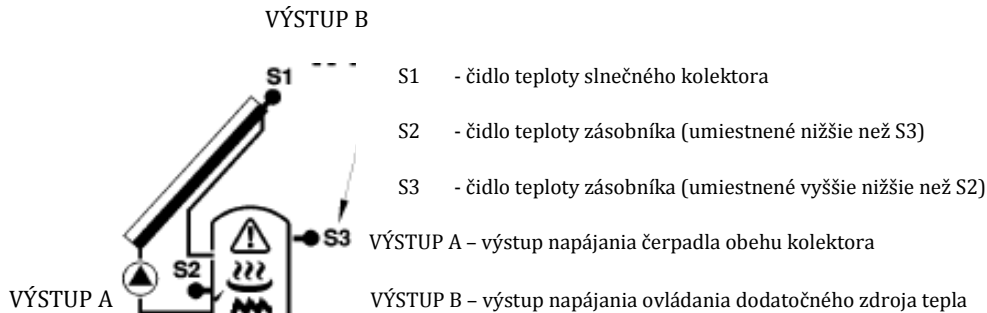 VÝSTUP B
S1
S1 - čidlo teploty slnečného kolektora
S2 - čidlo teploty zásobníka (umiestnené nižšie než S3)
S3 - čidlo teploty zásobníka (umiestnené vyššie nižšie než S2)
S3
VÝSTUP A – výstup napájania čerpadla obehu kolektora
S2
VÝSTUP A
VÝSTUP B – výstup napájania ovládania dodatočného zdroja tepla